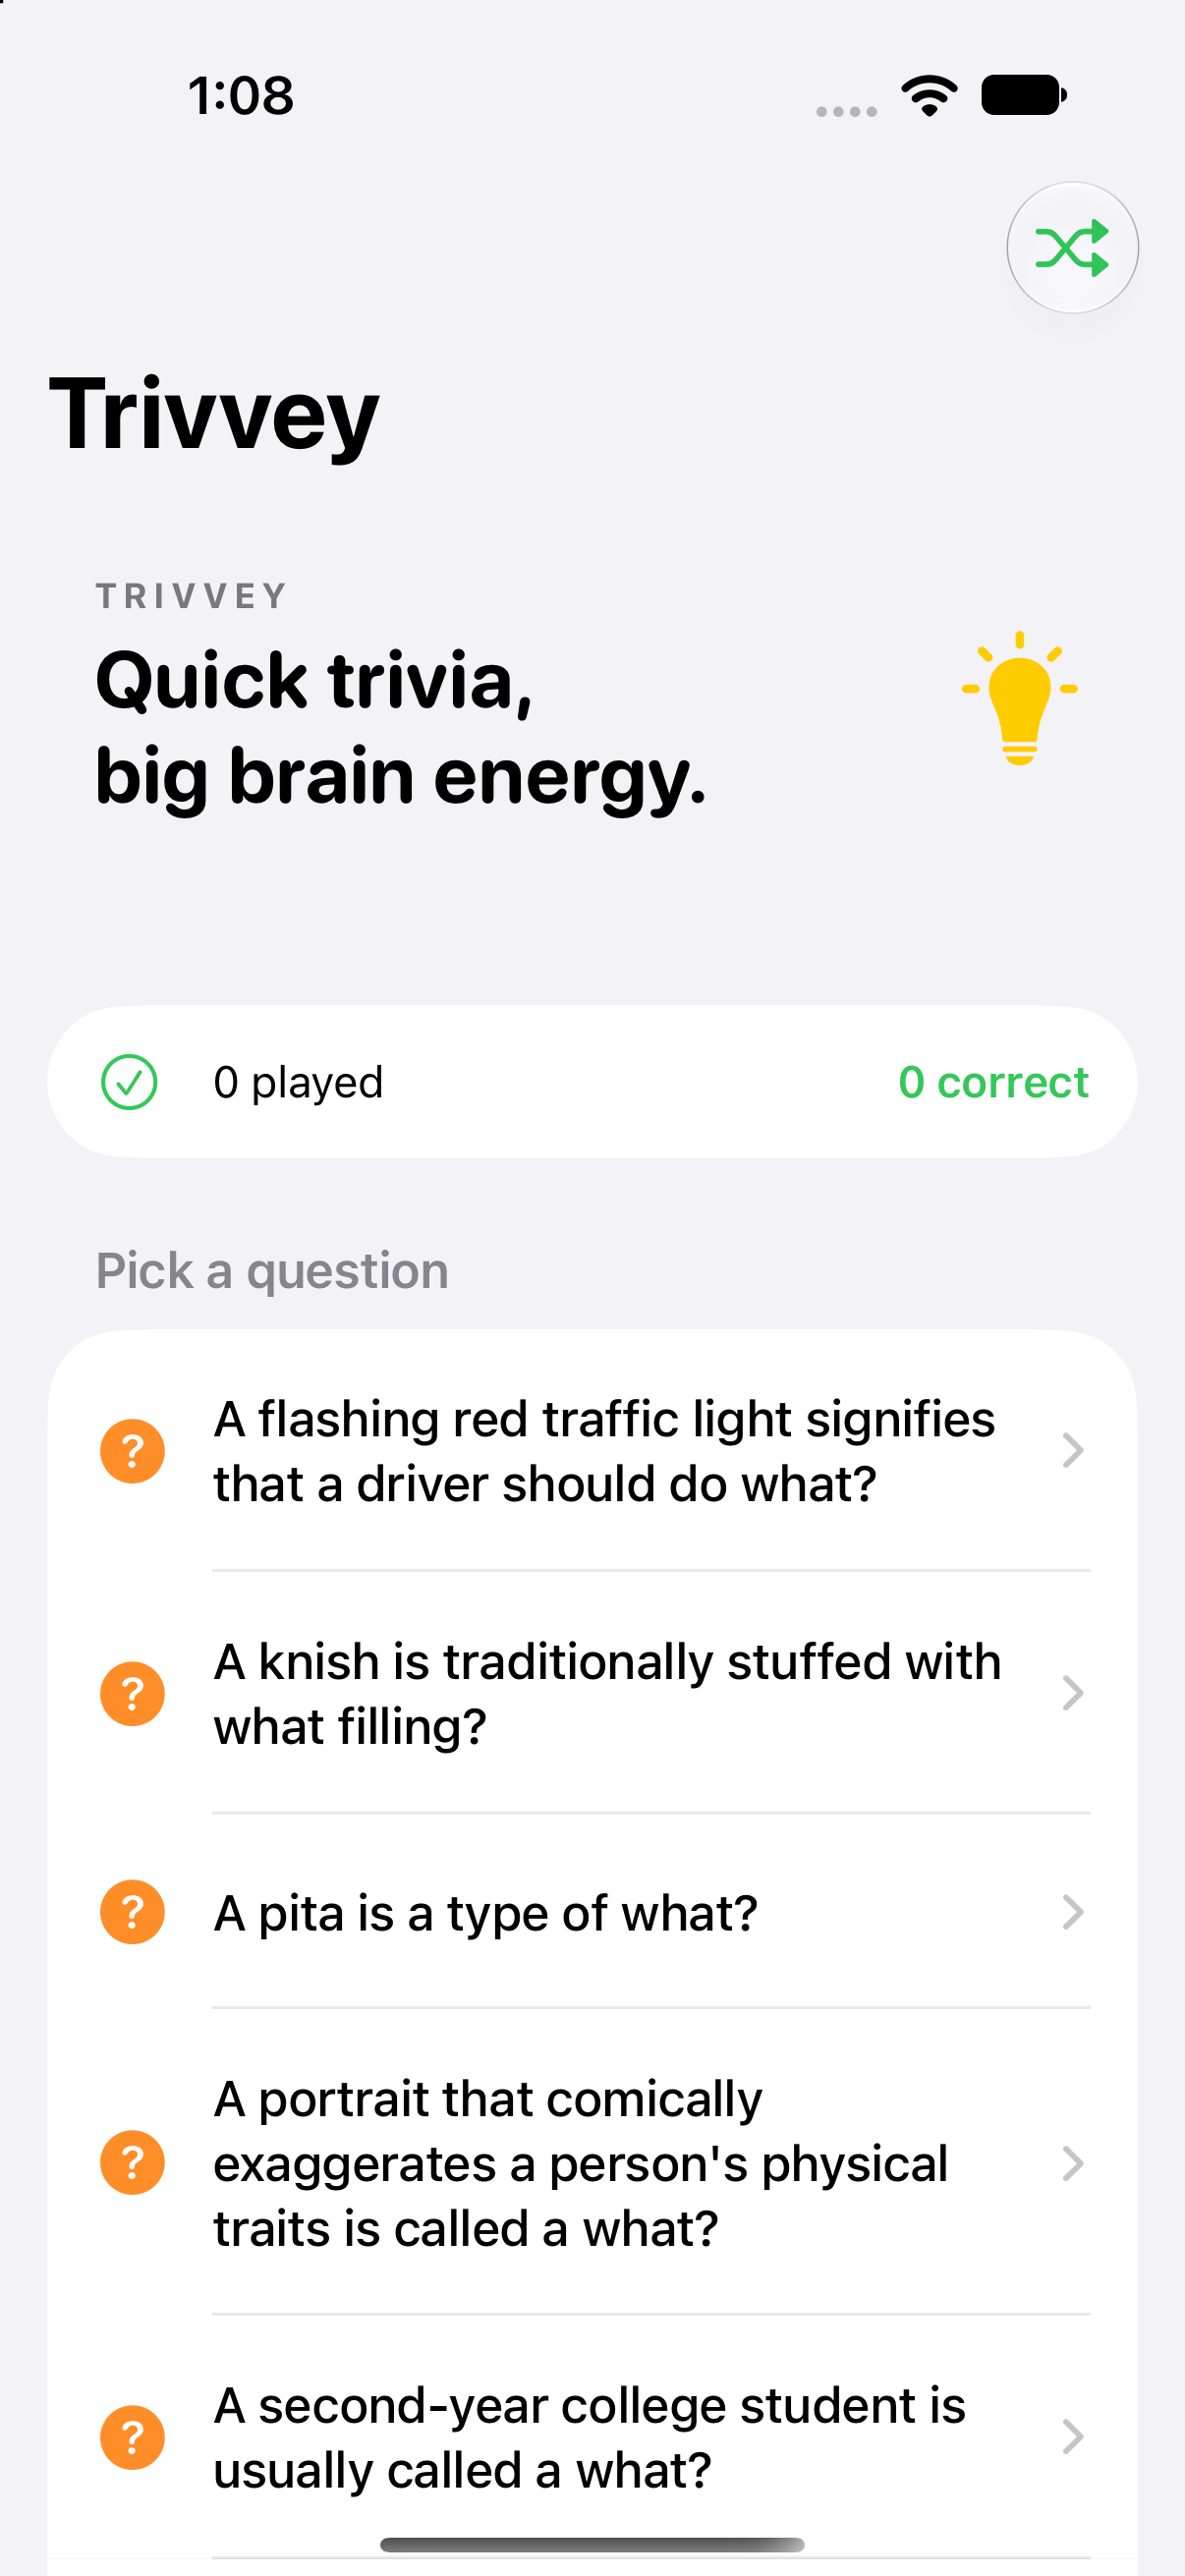 1:08
Trivvey
TRIVVEY
Quick trivia,
big brain energy.
0 played
0 correct
Pick a question
? A flashing red traffic light signifies
that a driver should do what?
? A knish is traditionally stuffed with
what filling?
? A pita is a type of what?
A portrait that comically
? exaggerates a person's physical
traits is called a what?
? A second-year college student is
usually called a what?